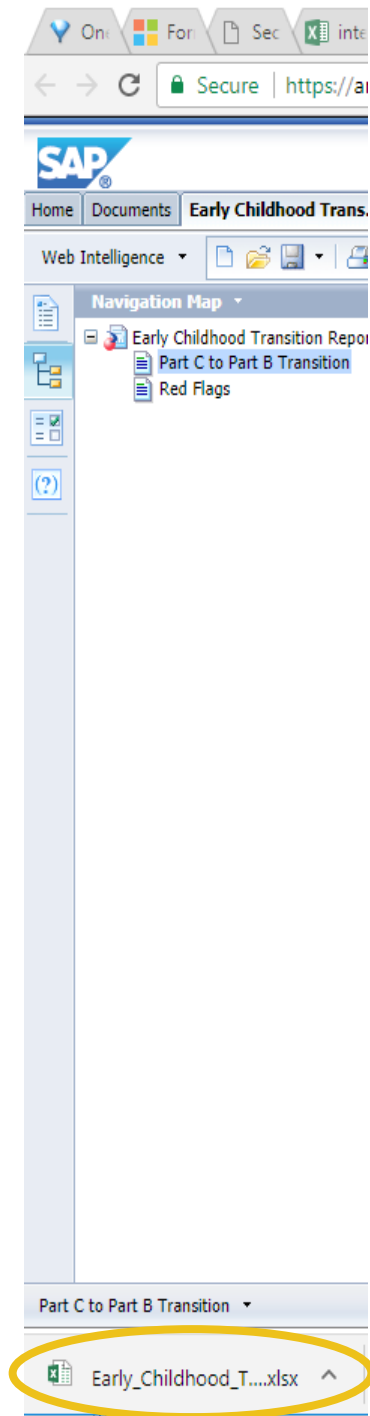 One For Sec inte
Secure | https://a
SAP®
Home Documents Early Childhood Trans.
Web Intelligence
Navigation Map
Early Childhood Transition Repor
Part C to Part B Transition
Red Flags
(?)
Part C to Part B Transition
Early_Childhood_T....xlsx